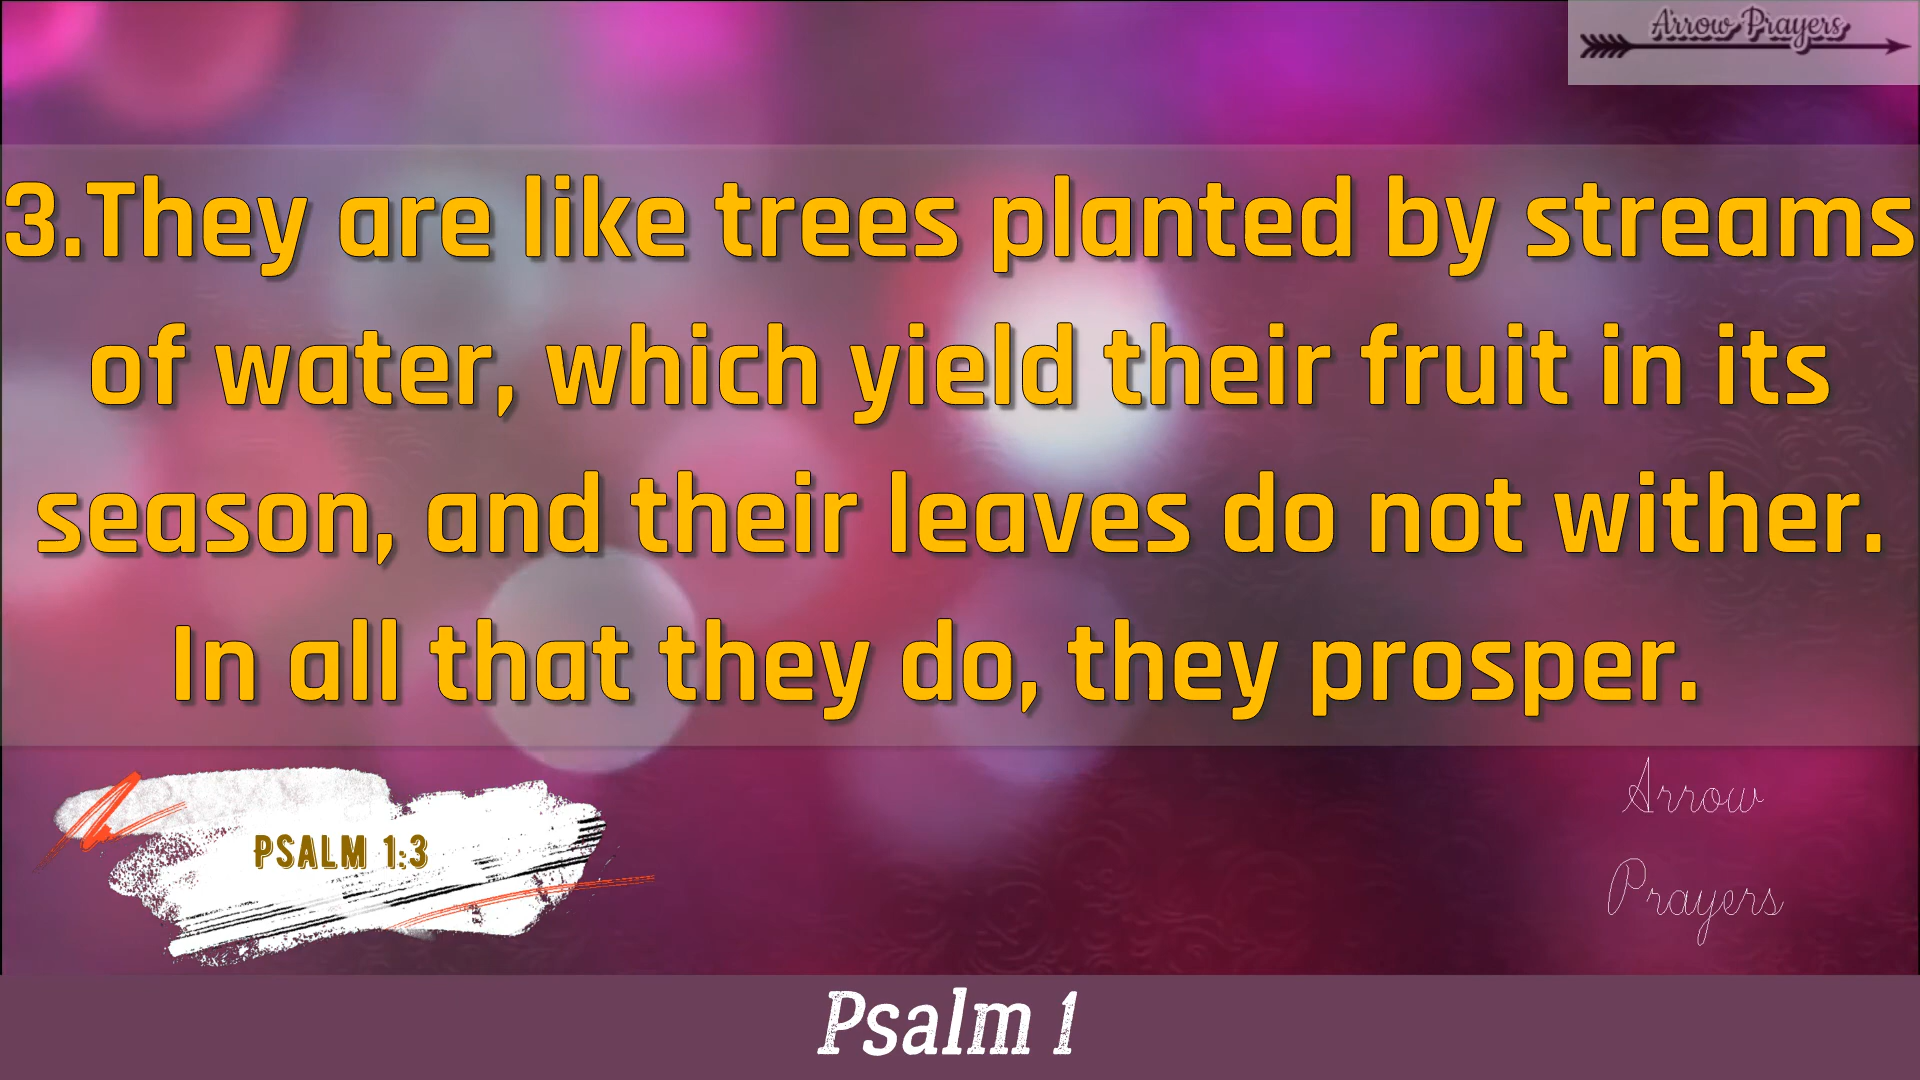 Arrow Prayers
3.They are like trees planted by streams
of water, which yield their fruit in its
season, and their leaves do not wither.
In all that they do, they prosper.
PSALM 1:3
Arrow
Prayers
Psalm 1